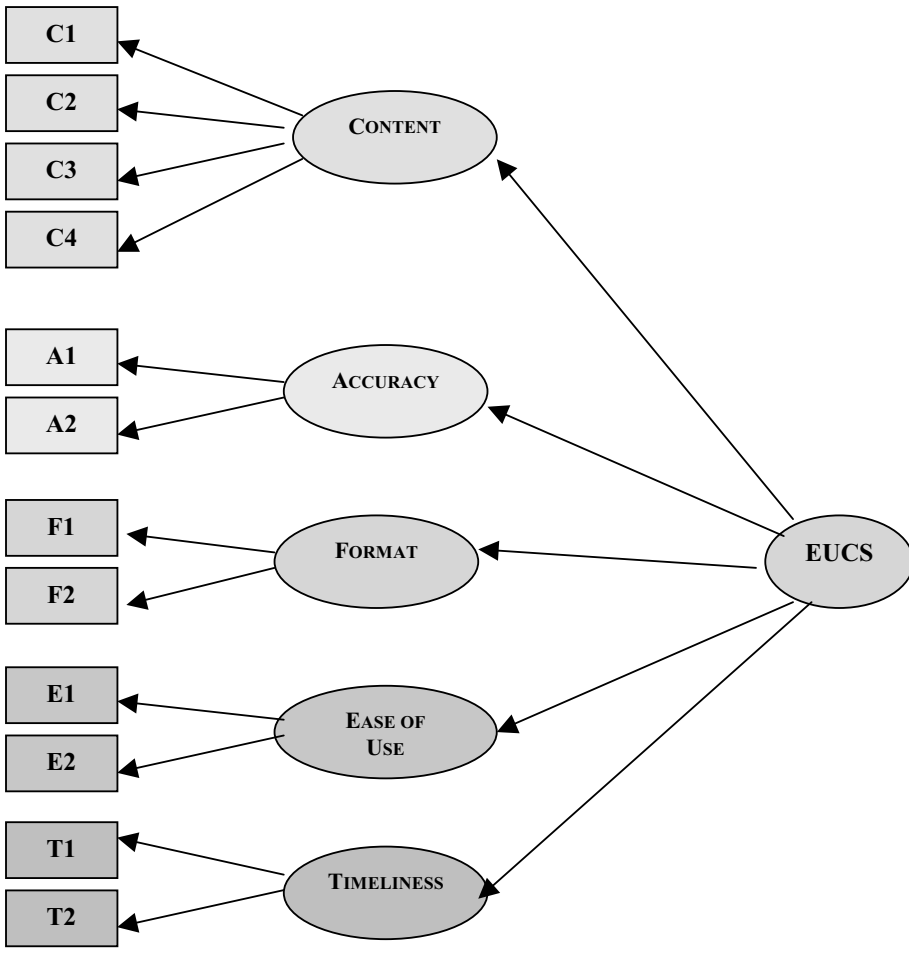 C1
C2
C3
C4
CONTENT
A1
A2
ACCURACY
F1
F2
FORMAT
EUCS
E1
E2
EASE OF
USE
T1
T2
TIMELINESS